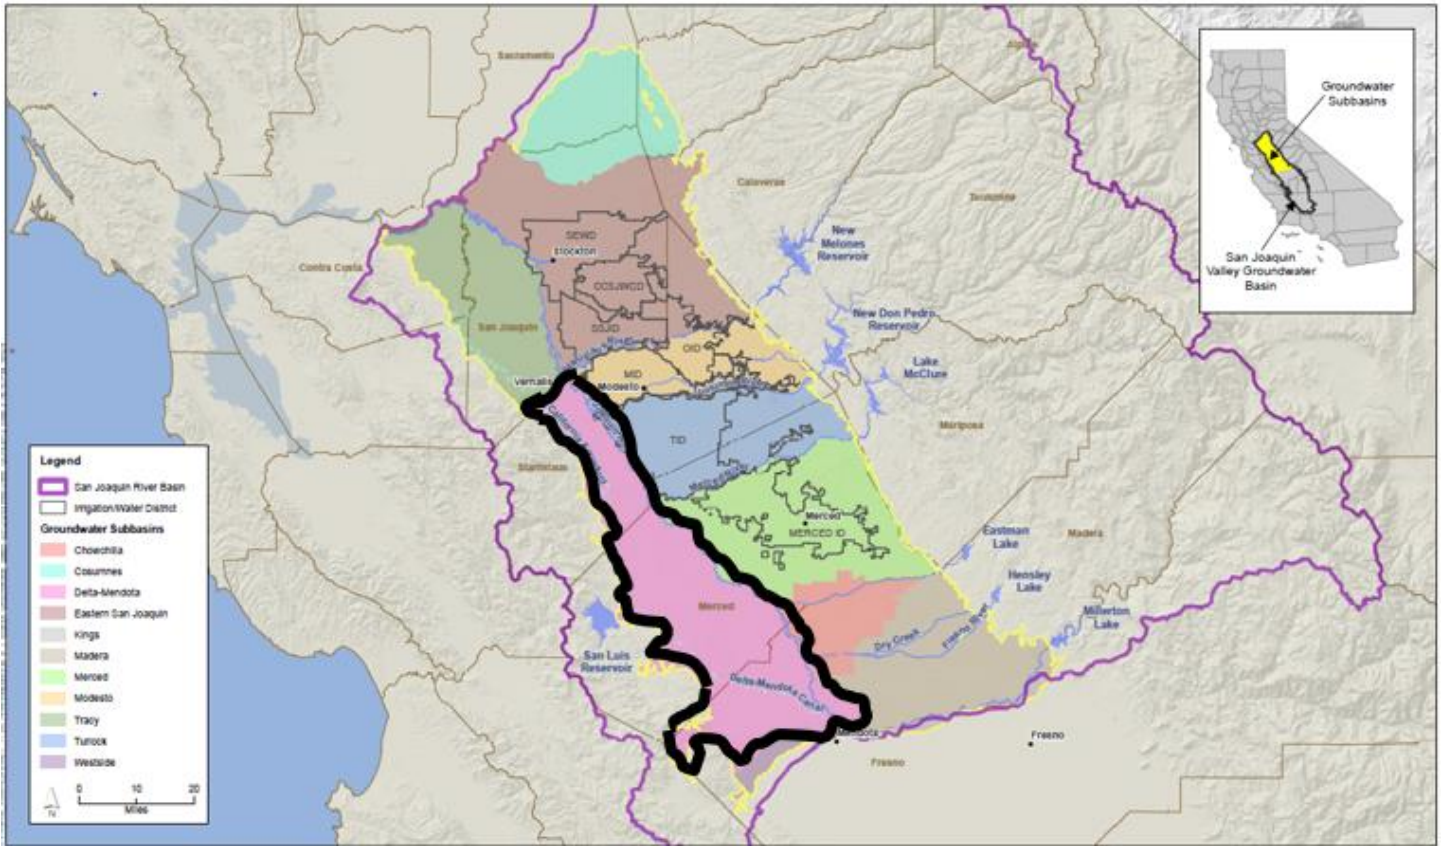 Sacramento
Alpine
Groundwater
Subbasins
San Joaquin
Valley Groundwater
Basin
Calaveras
Tuolumne
New
Melones
Reservoir
SEWD
Stockton
Contra Costa
CCSJWCD
San Joaquin
SSJID
New Don Pedro
Reservoir
OID
Lake
McClure
MID
Vernalis
Modesto
Mariposa
TID
Stanislaus
Merced River
Merced
MERCED ID
Eastman
Lake
Madera
Hensley
Lake
Merced
Millerton
Lake
Dry Creek
Fresno River
San Luis
Reservoir
Delta-Mendota Canal
Mendota
Fresno
Fresno
Legend
San Joaquin River Basin
Irrigation/Water District
Groundwater Subbasins
Chowchilla
Cosumnes
Delta-Mendota
Eastern San Joaquin
Kings
Madera
Merced
Modesto
Tracy
Turlock
Westside
0 10 20
Miles
N